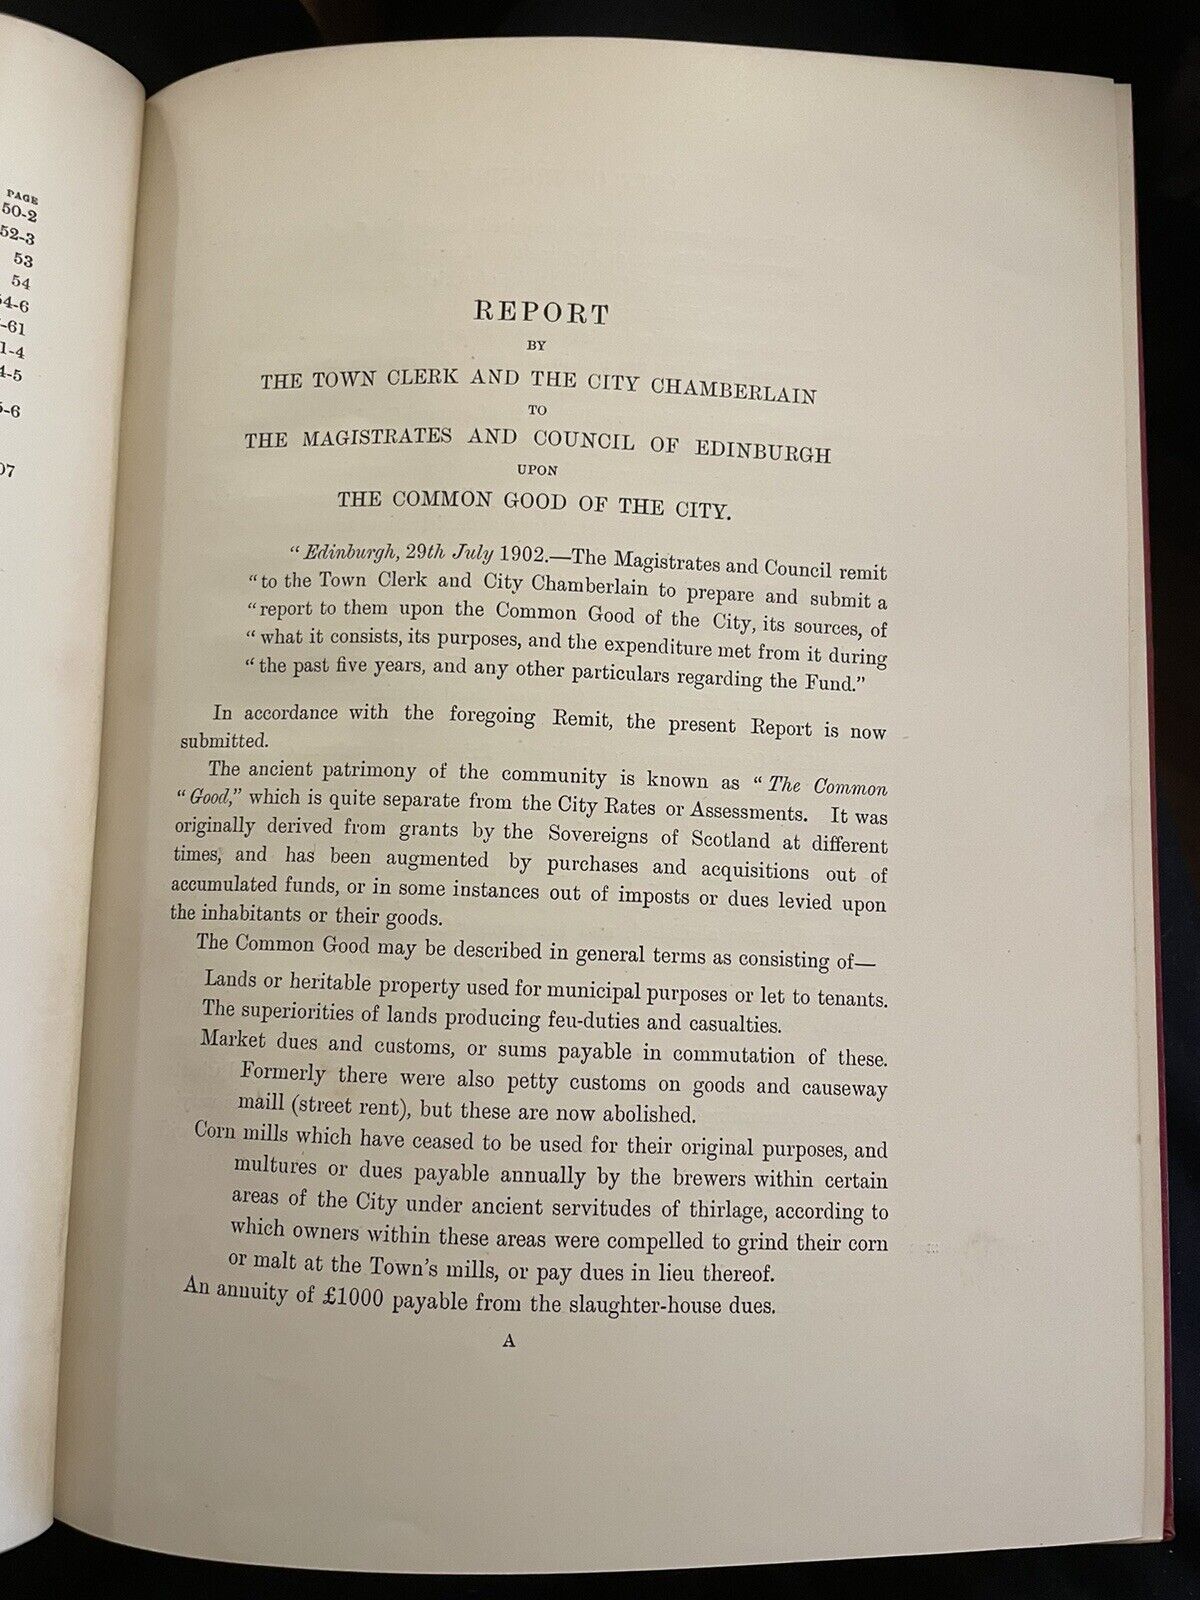 PAGE
50-2
52-3
53
54
54-6
-61
1-4
4-5
5-6
07
REPORT
BY
THE TOWN CLERK AND THE CITY CHAMBERLAIN
TO
THE MAGISTRATES AND COUNCIL OF EDINBURGH
UPON
THE COMMON GOOD OF THE CITY.
"Edinburgh, 29th July 1902.—The Magistrates and Council remit
"to the Town Clerk and City Chamberlain to prepare and submit a
"report to them upon the Common Good of the City, its sources, of
"what it consists, its purposes, and the expenditure met from it during
"the past five years, and any other particulars regarding the Fund."
In accordance with the foregoing Remit, the present Report is now
submitted.
The ancient patrimony of the community is known as "The Common
"Good," which is quite separate from the City Rates or Assessments. It was
originally derived from grants by the Sovereigns of Scotland at different
times, and has been augmented by purchases and acquisitions out of
accumulated funds, or in some instances out of imposts or dues levied upon
the inhabitants or their goods.
The Common Good may be described in general terms as consisting of—
Lands or heritable property used for municipal purposes or let to tenants.
The superiorities of lands producing feu-duties and casualties.
Market dues and customs, or sums payable in commutation of these.
Formerly there were also petty customs on goods and causeway
maill (street rent), but these are now abolished.
Corn mills which have ceased to be used for their original purposes, and
multures or dues payable annually by the brewers within certain
areas of the City under ancient servitudes of thirlage, according to
which owners within these areas were compelled to grind their corn
or malt at the Town's mills, or pay dues in lieu thereof.
An annuity of £1000 payable from the slaughter-house dues.
A